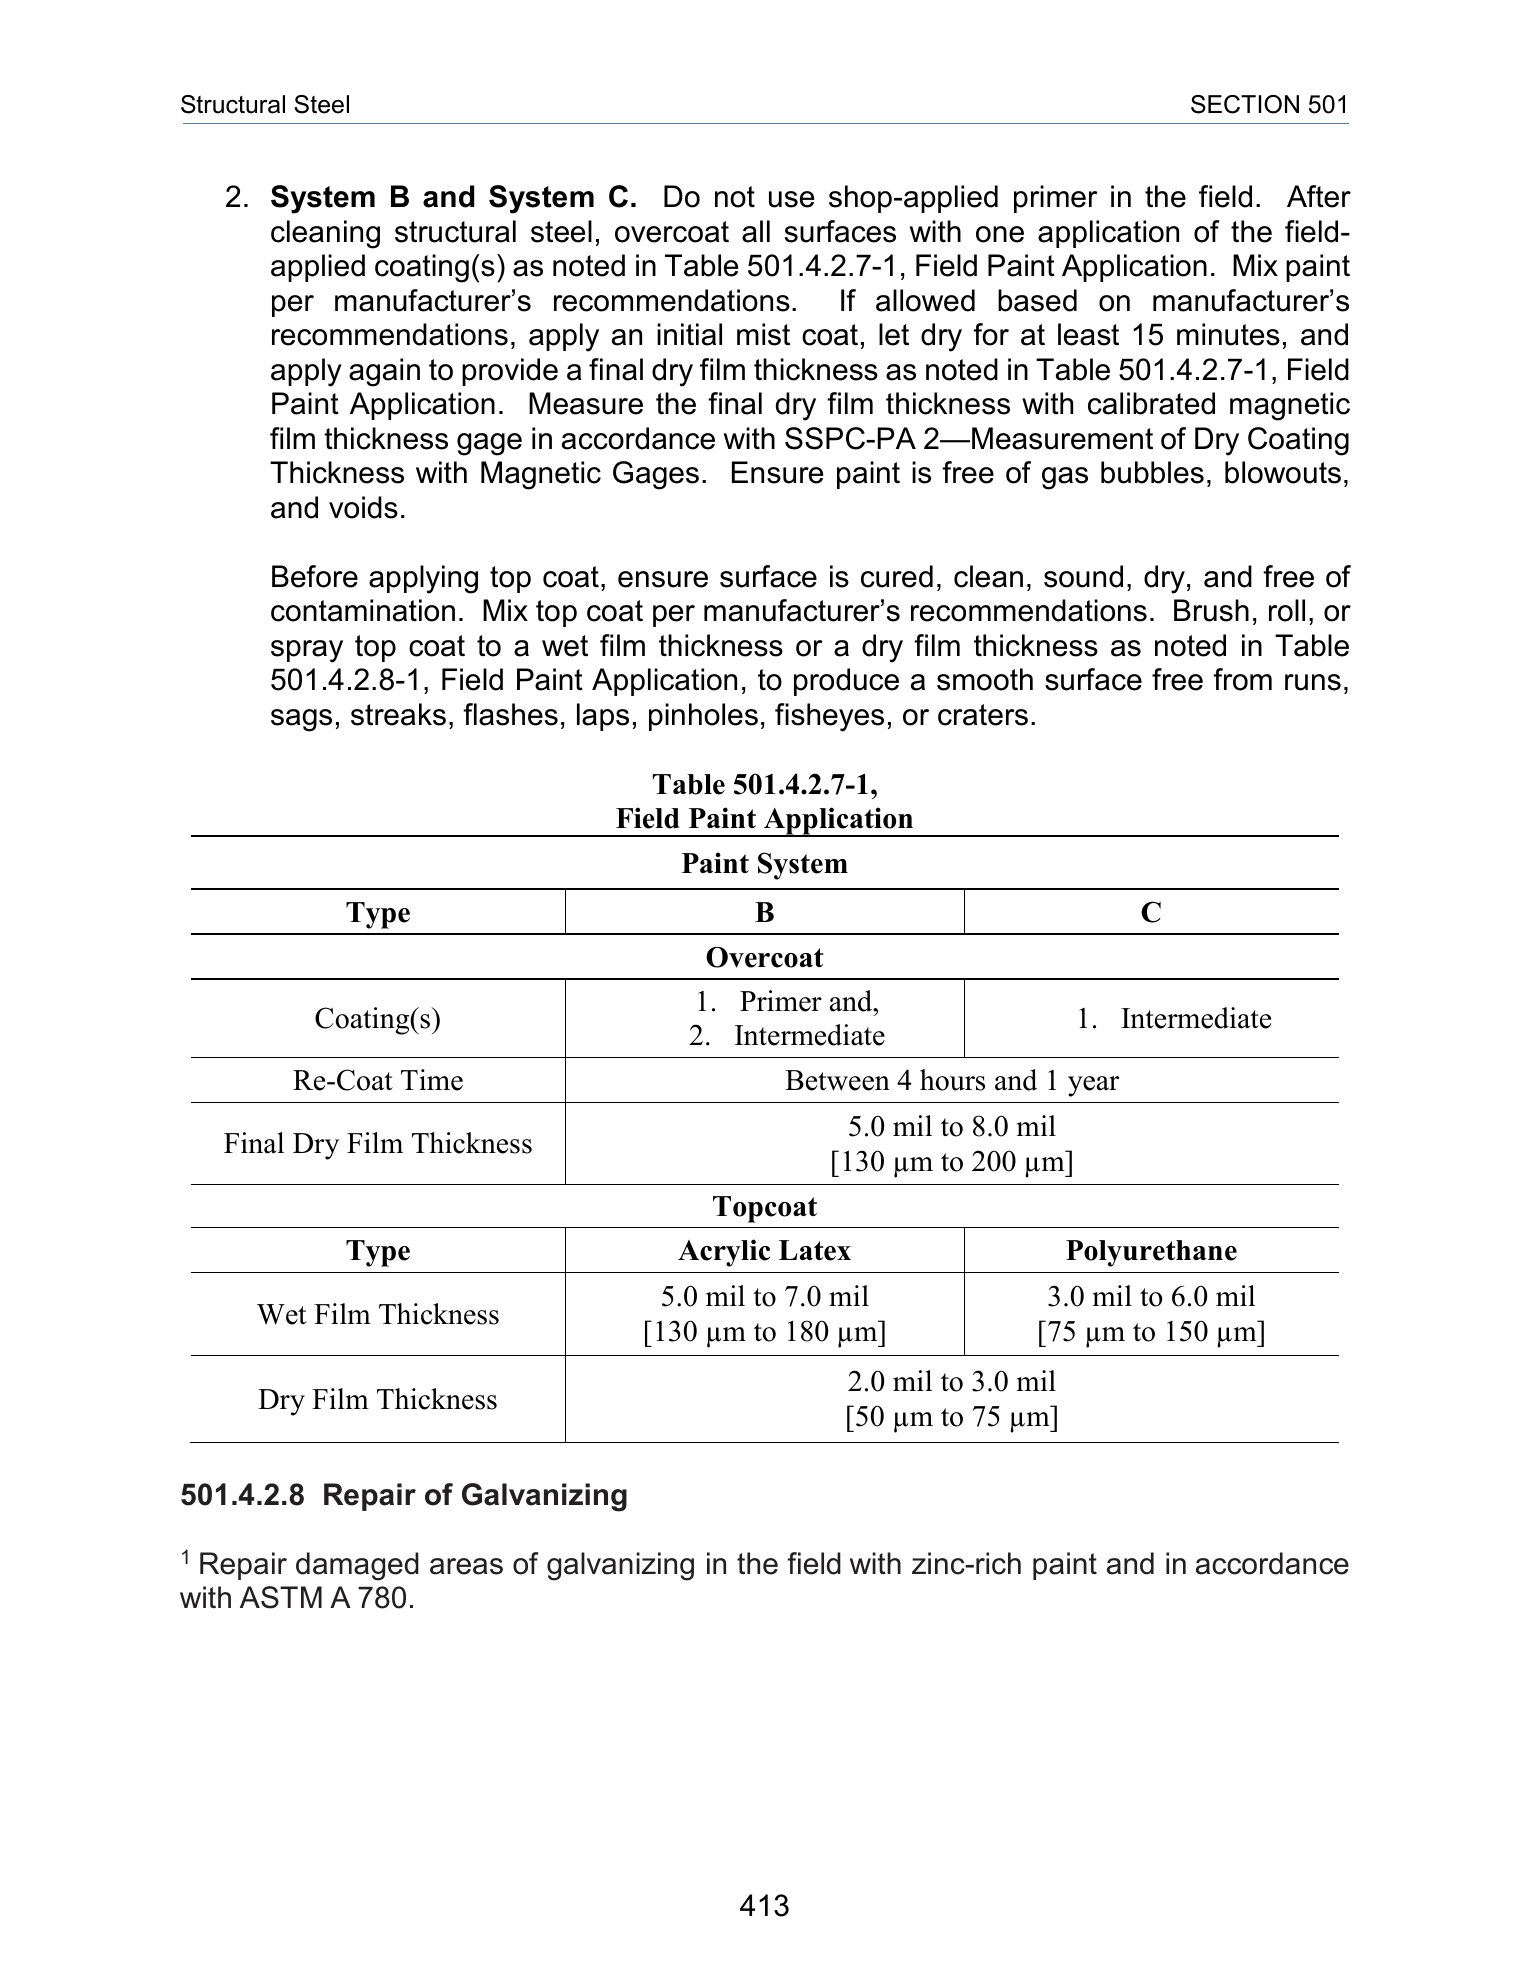 Structural Steel SECTION 501
2. System B and System C. Do not use shop-applied primer in the field. After
cleaning structural steel, overcoat all surfaces with one application of the field-
applied coating(s) as noted in Table 501.4.2.7-1, Field Paint Application. Mix paint
per manufacturer’s recommendations. If allowed based on manufacturer’s
recommendations, apply an initial mist coat, let dry for at least 15 minutes, and
apply again to provide a final dry film thickness as noted in Table 501.4.2.7-1, Field
Paint Application. Measure the final dry film thickness with calibrated magnetic
film thickness gage in accordance with SSPC-PA 2—Measurement of Dry Coating
Thickness with Magnetic Gages. Ensure paint is free of gas bubbles, blowouts,
and voids.
Before applying top coat, ensure surface is cured, clean, sound, dry, and free of
contamination. Mix top coat per manufacturer’s recommendations. Brush, roll, or
spray top coat to a wet film thickness or a dry film thickness as noted in Table
501.4.2.8-1, Field Paint Application, to produce a smooth surface free from runs,
sags, streaks, flashes, laps, pinholes, fisheyes, or craters.
Table 501.4.2.7-1,
Field Paint Application
Paint System
Type B C
Overcoat
Coating(s)
1. Primer and,
2. Intermediate
1. Intermediate
Re-Coat Time Between 4 hours and 1 year
Final Dry Film Thickness
5.0 mil to 8.0 mil
[130 µm to 200 µm]
Topcoat
Type Acrylic Latex Polyurethane
Wet Film Thickness
5.0 mil to 7.0 mil
[130 µm to 180 µm]
3.0 mil to 6.0 mil
[75 µm to 150 µm]
Dry Film Thickness
2.0 mil to 3.0 mil
[50 µm to 75 µm]
501.4.2.8 Repair of Galvanizing
1 Repair damaged areas of galvanizing in the field with zinc-rich paint and in accordance
with ASTM A 780.
413